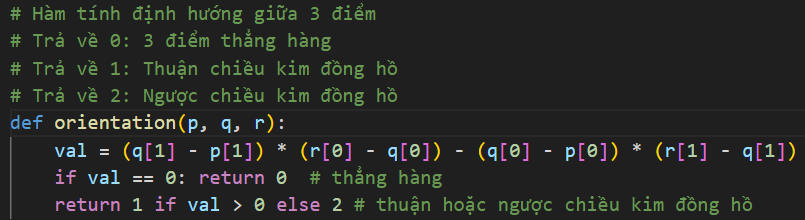 # Hàm tính định hướng giữa 3 điểm
# Trả về 0: 3 điểm thẳng hàng
# Trả về 1: Thuận chiều kim đồng hồ
# Trả về 2: Ngược chiều kim đồng hồ
def orientation(p, q, r):
    val = (q[1] - p[1]) * (r[0] - q[0]) - (q[0] - p[0]) * (r[1] - q[1])
    if val == 0: return 0  # thẳng hàng
    return 1 if val > 0 else 2 # thuận hoặc ngược chiều kim đồng hồ